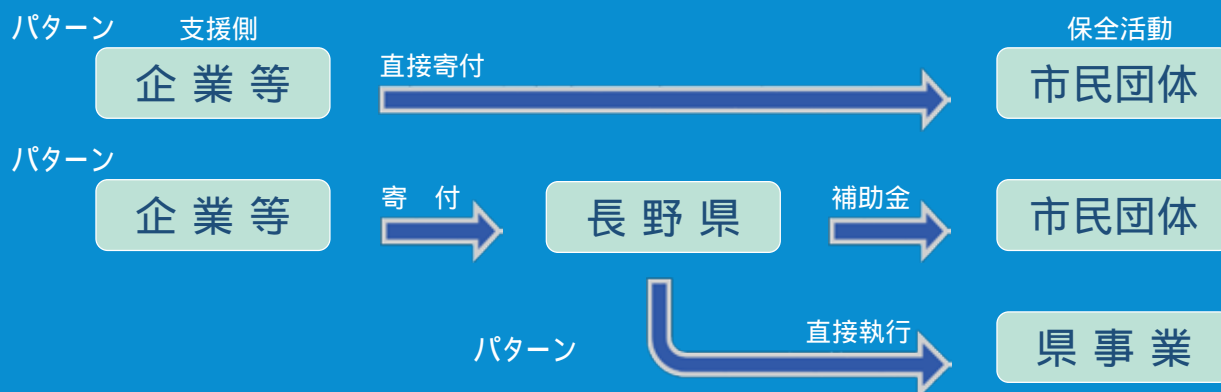 パターン
支援側
保全活動
企業等
直接寄付
市民団体
パターン
企業等
寄 付
長野県
補助金
市民団体
パターン
直接執行
県事業